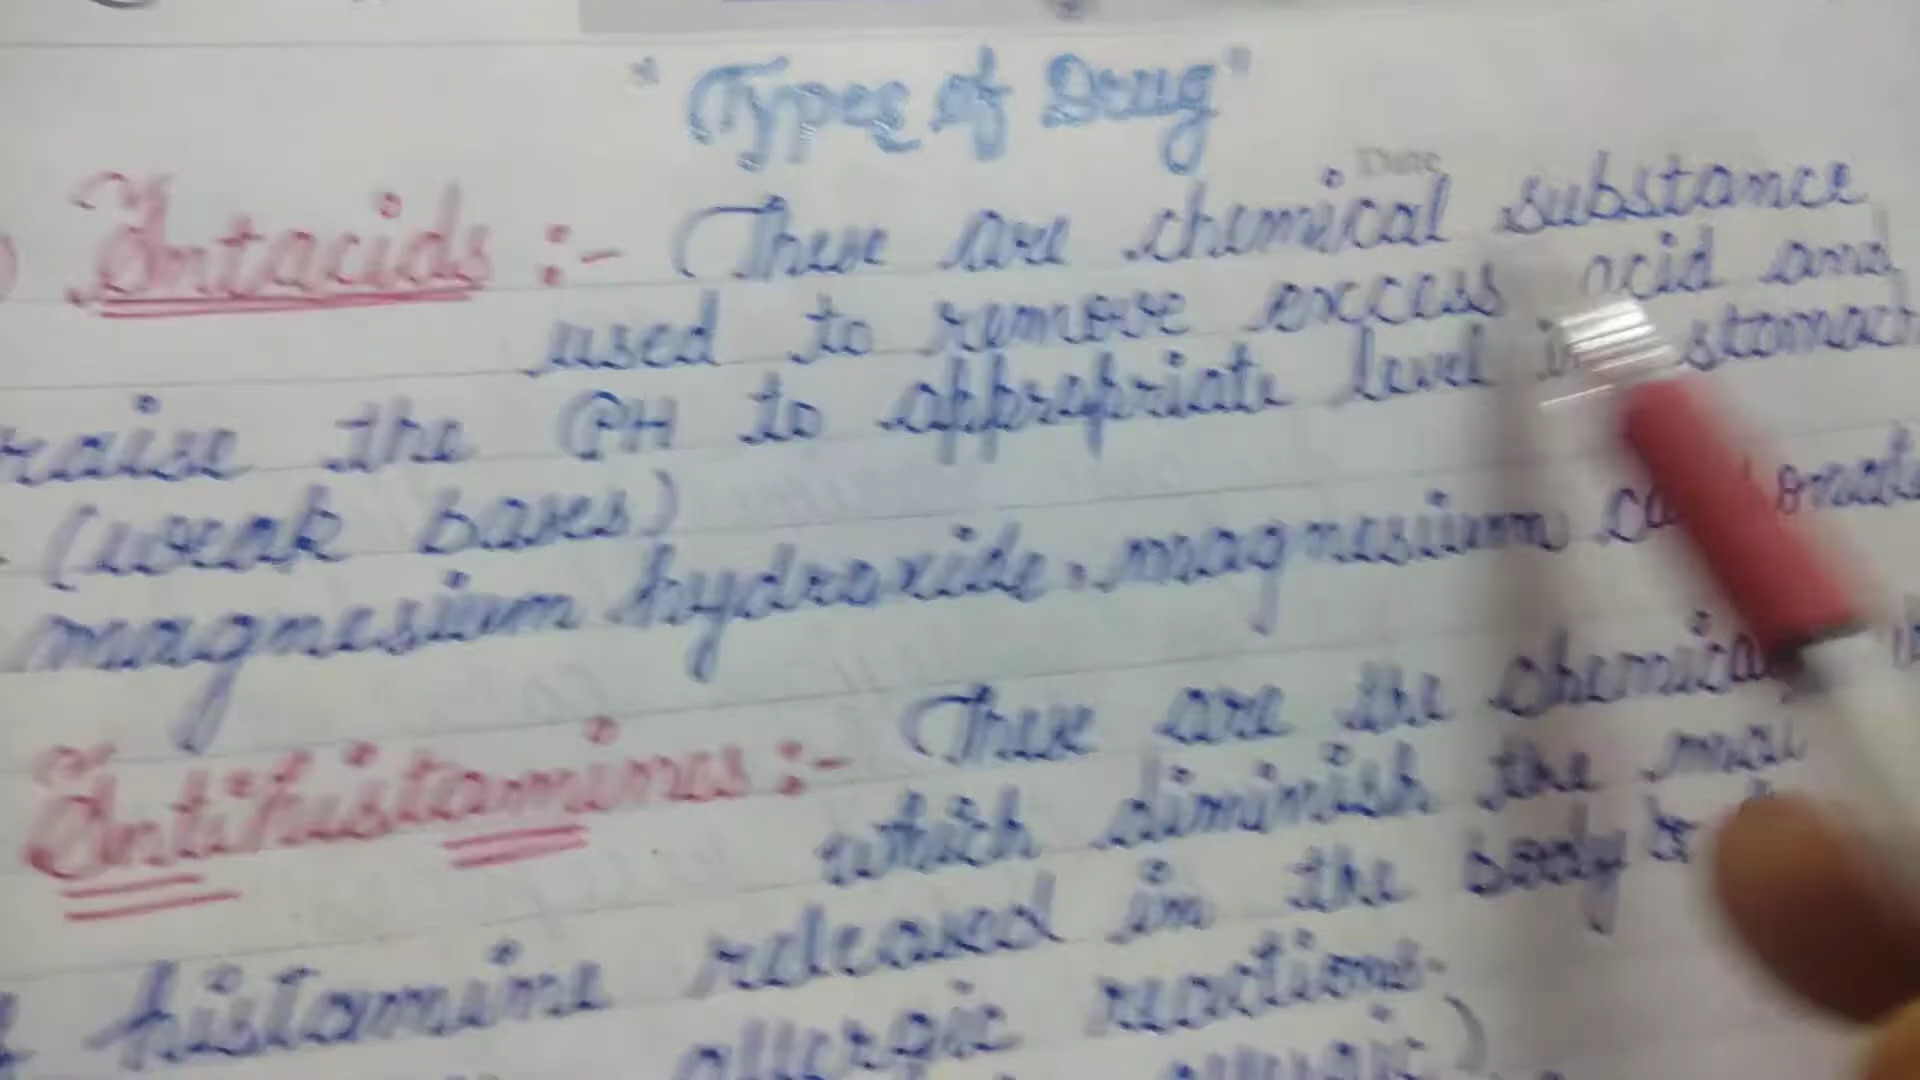 "Types of Drug"
Date
) Antacids :- These are chemical substance
used to remove excess acid and
raise the PH to appropriate level in stomach
(weak bases)
magnesium hydroxide. magnesium
Antihistamines :- These are the
which diminish the
histamine released in the body
allergic reactions.